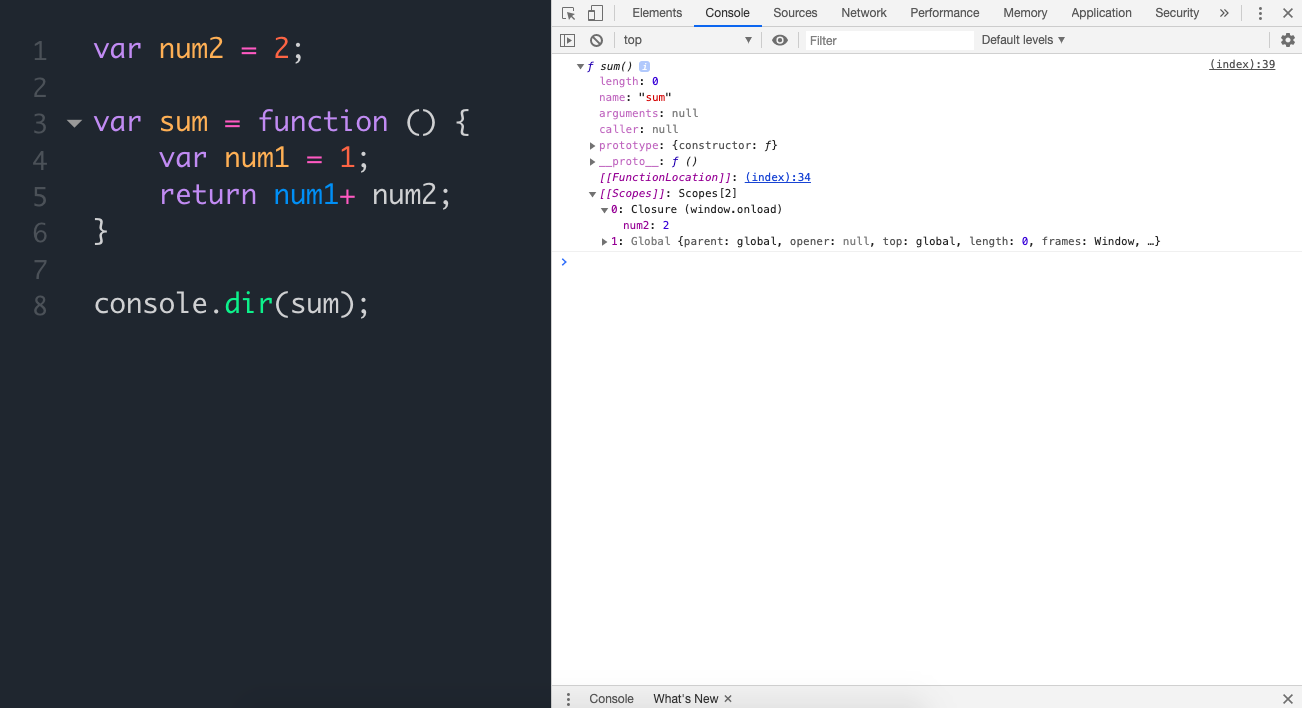 1 var num2 = 2;
2
3 var sum = function () {
4 var num1 = 1;
5 return num1+ num2;
6 }
7
8 console.dir(sum);
Elements Console Sources Network Performance Memory Application Security »
top Filter Default levels
ƒ sum() i (index):39
length: 0
name: "sum"
arguments: null
caller: null
prototype: {constructor: ƒ}
__proto__: ƒ ()
[[FunctionLocation]]: (index):34
[[Scopes]]: Scopes[2]
0: Closure (window.onload)
num2: 2
1: Global {parent: global, opener: null, top: global, length: 0, frames: Window, …}
>
Console What's New ×